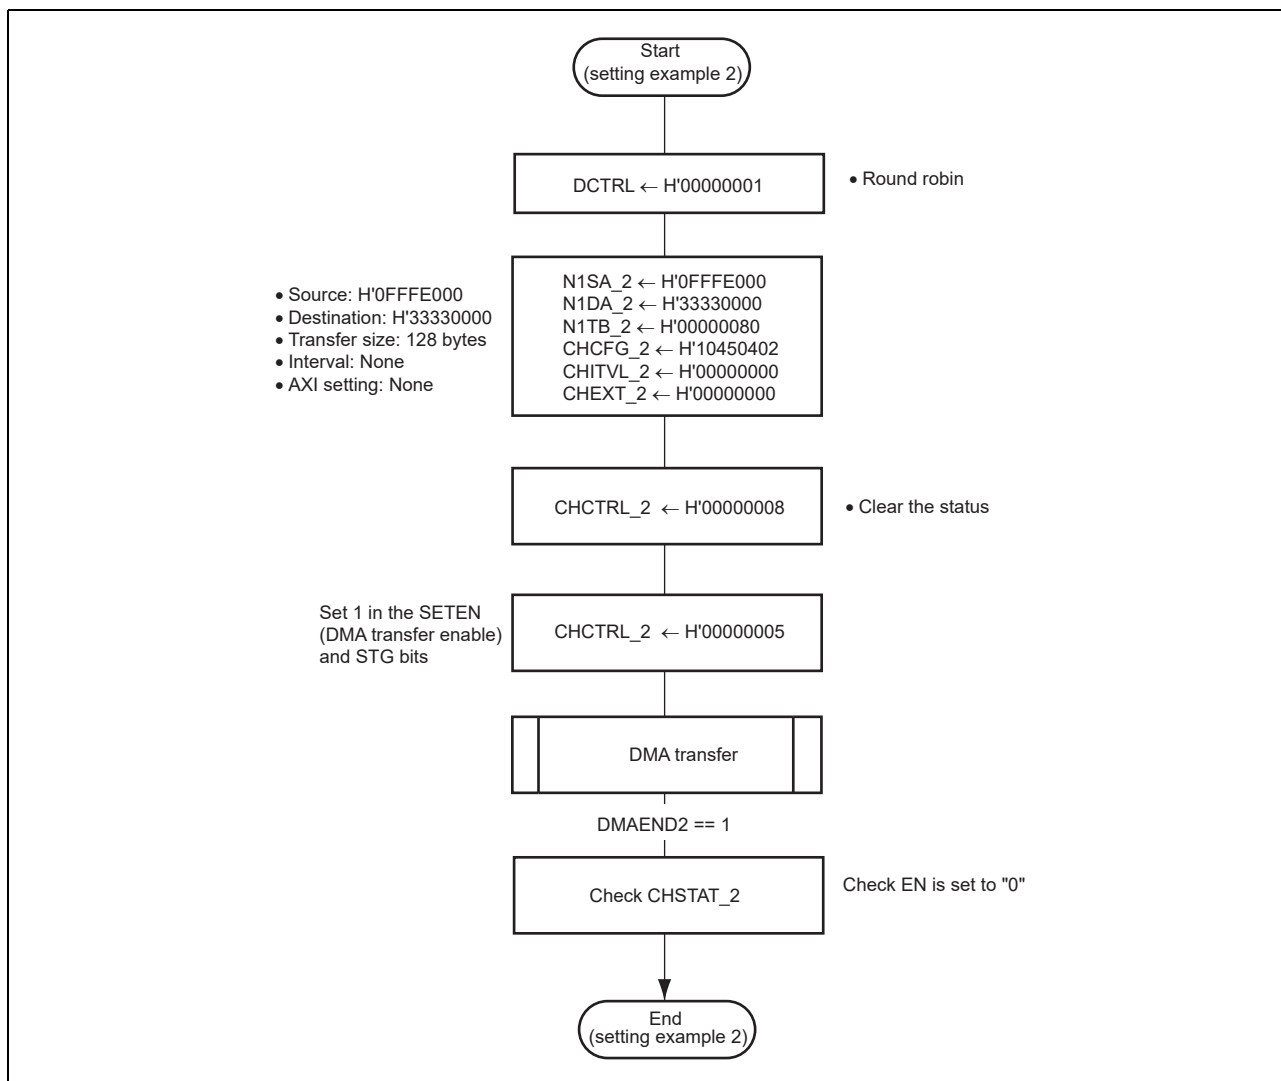 Start
(setting example 2)
DCTRL ← H'00000001
• Round robin
• Source: H'0FFFE000
• Destination: H'33330000
• Transfer size: 128 bytes
• Interval: None
• AXI setting: None
N1SA_2 ← H'0FFFE000
N1DA_2 ← H'33330000
N1TB_2 ← H'00000080
CHCFG_2 ← H'10450402
CHITVL_2 ← H'00000000
CHEXT_2 ← H'00000000
CHCTRL_2 ← H'00000008
• Clear the status
Set 1 in the SETEN
(DMA transfer enable)
and STG bits
CHCTRL_2 ← H'00000005
DMA transfer
DMAEND2 == 1
Check CHSTAT_2
Check EN is set to "0"
End
(setting example 2)